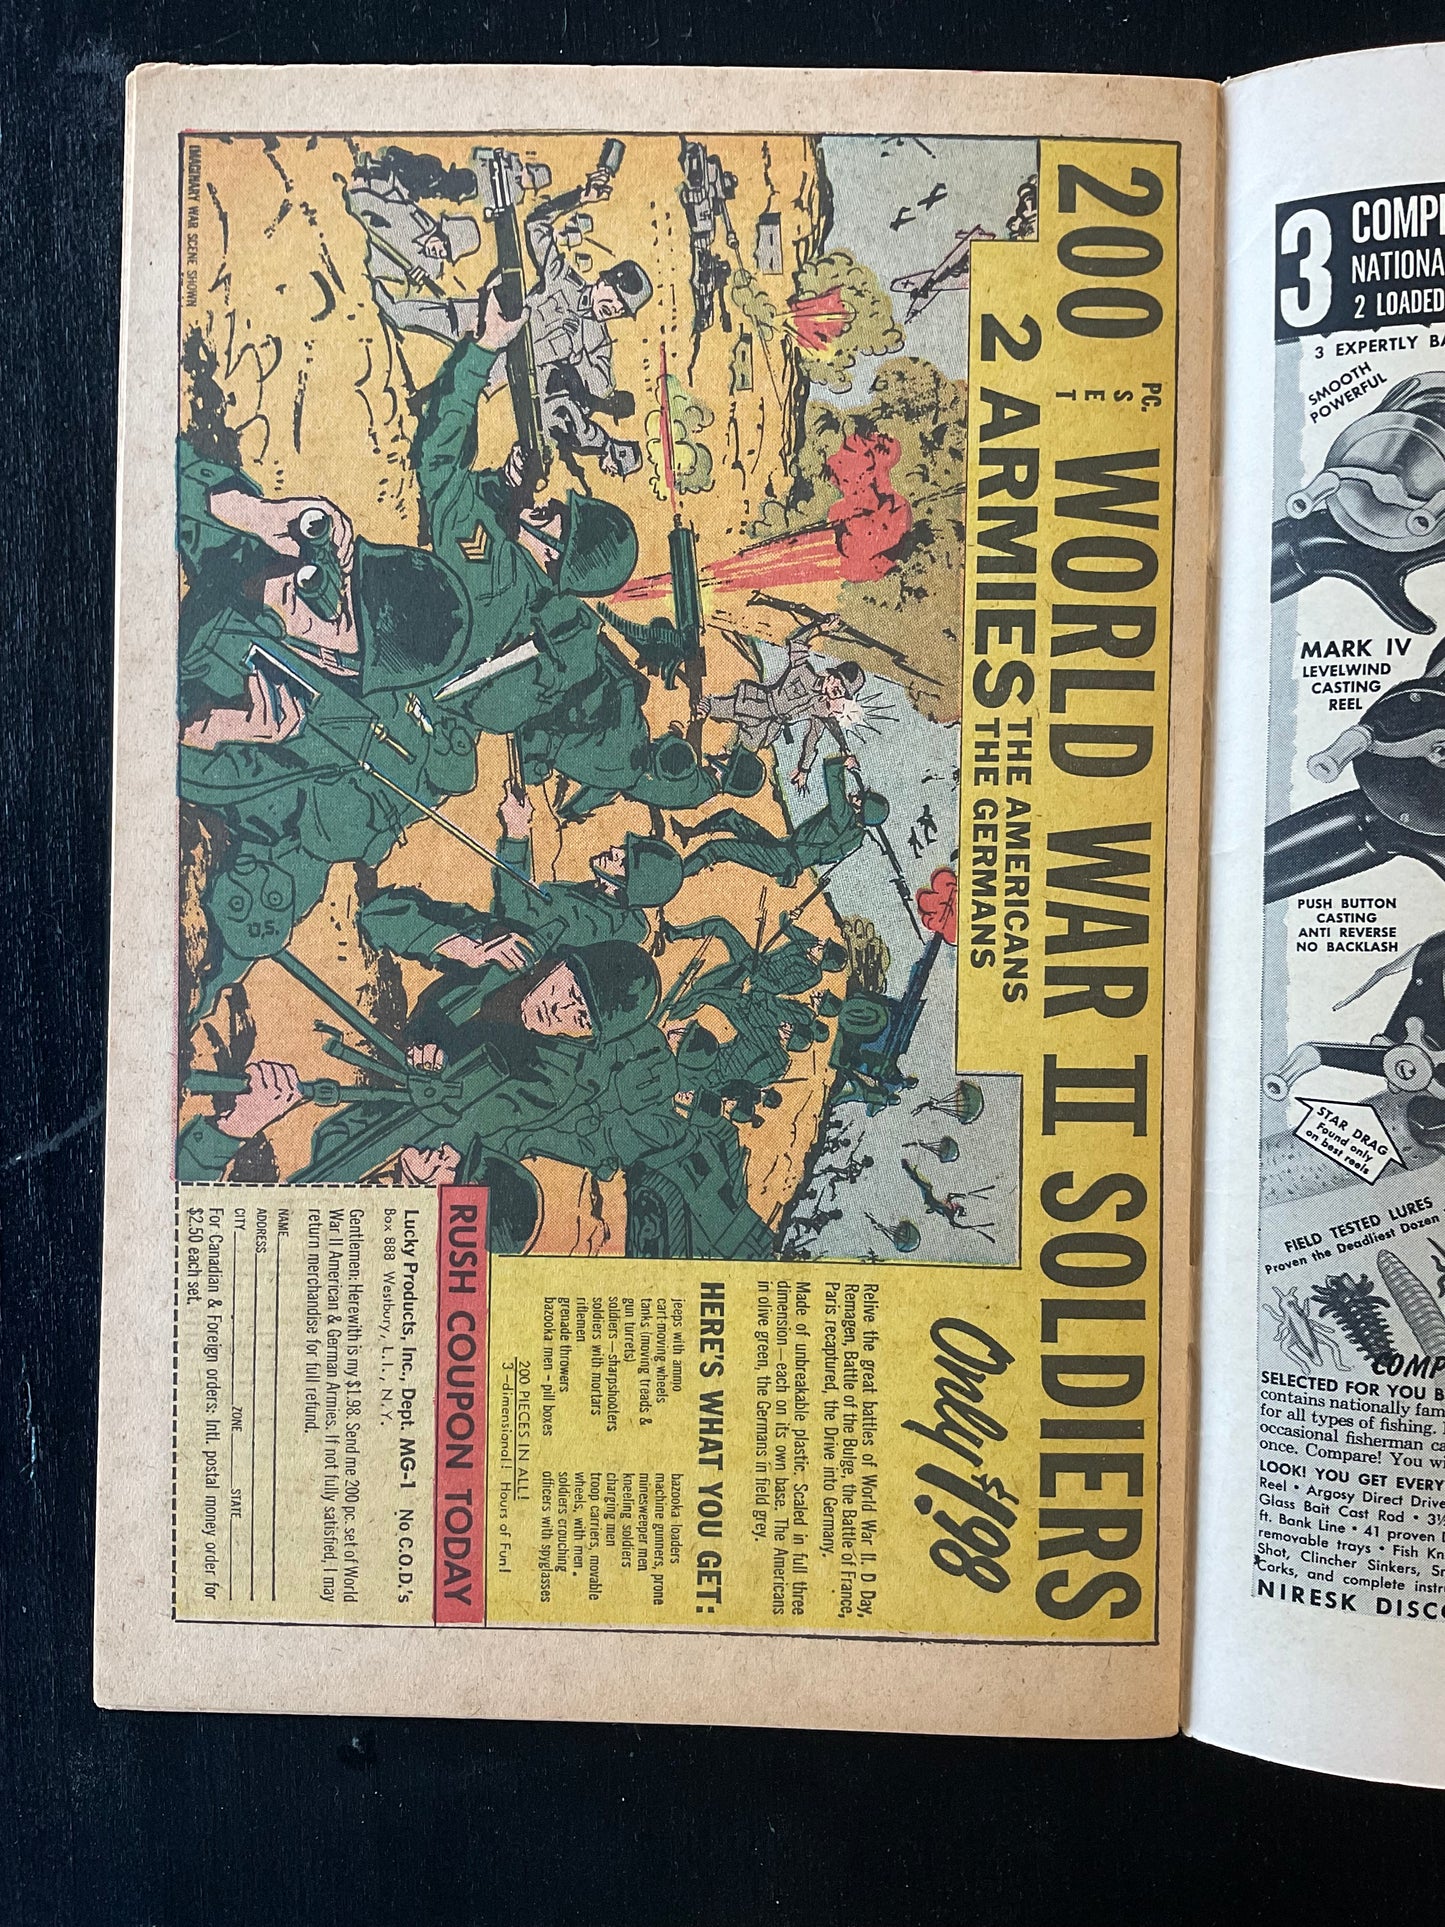 200 PC. SET WORLD WAR II SOLDIERS
2 ARMIES THE AMERICANS
THE GERMANS
Only $1.98
Relive the great battles of World War II. D Day,
Remagen, Battle of the Bulge, the Battle of France,
Paris recaptured, the Drive into Germany.
Made of unbreakable plastic. Scaled in full three
dimension—each on its own base. The Americans
in olive green, the Germans in field grey.
HERE'S WHAT YOU GET:
jeeps with ammo
cart-moving wheels
tanks (moving treads &
gun turrets)
soldiers—sharpshooters
soldiers with mortars
riflemen
grenade throwers
bazooka men - pill boxes
bazooka loaders
machine gunners, prone
minesweeper men
kneeling soldiers
charging men
troop carriers, movable
wheels, with men •
soldiers crouching
officers with spyglasses
200 PIECES IN ALL!
3-dimensional! Hours of Fun!
RUSH COUPON TODAY
Lucky Products, Inc., Dept. MG-1 No C.O.D.'s
Box 888 Westbury, L.I., N.Y.
Gentlemen: Herewith is my $1.98. Send me 200 pc. set of World
War II American & German Armies. If not fully satisfied, I may
return merchandise for full refund.
NAME
ADDRESS
CITY ZONE STATE
For Canadian & Foreign orders: Intl. postal money order for
$2.50 each set.
U.S.
IMAGINARY WAR SCENE SHOWN
3
COMP
NATIONA
2 LOADED
3 EXPERTLY BA
SMOOTH
POWERFUL
MARK IV
LEVELWIND
CASTING
REEL
PUSH BUTTON
CASTING
ANTI REVERSE
NO BACKLASH
STAR DRAG
Found only
on best reels
FIELD TESTED LURES
Proven the Deadliest Dozen
COMP
SELECTED FOR YOU B
contains nationally fam
for all types of fishing.
occasional fisherman ca
once. Compare! You wi
LOOK! YOU GET EVERY
Reel • Argosy Direct Drive
Glass Bait Cast Rod • 3½
ft. Bank Line • 41 proven
removable trays • Fish Kn
Shot, Clincher Sinkers, Sn
Corks, and complete instr
NIRESK DISC